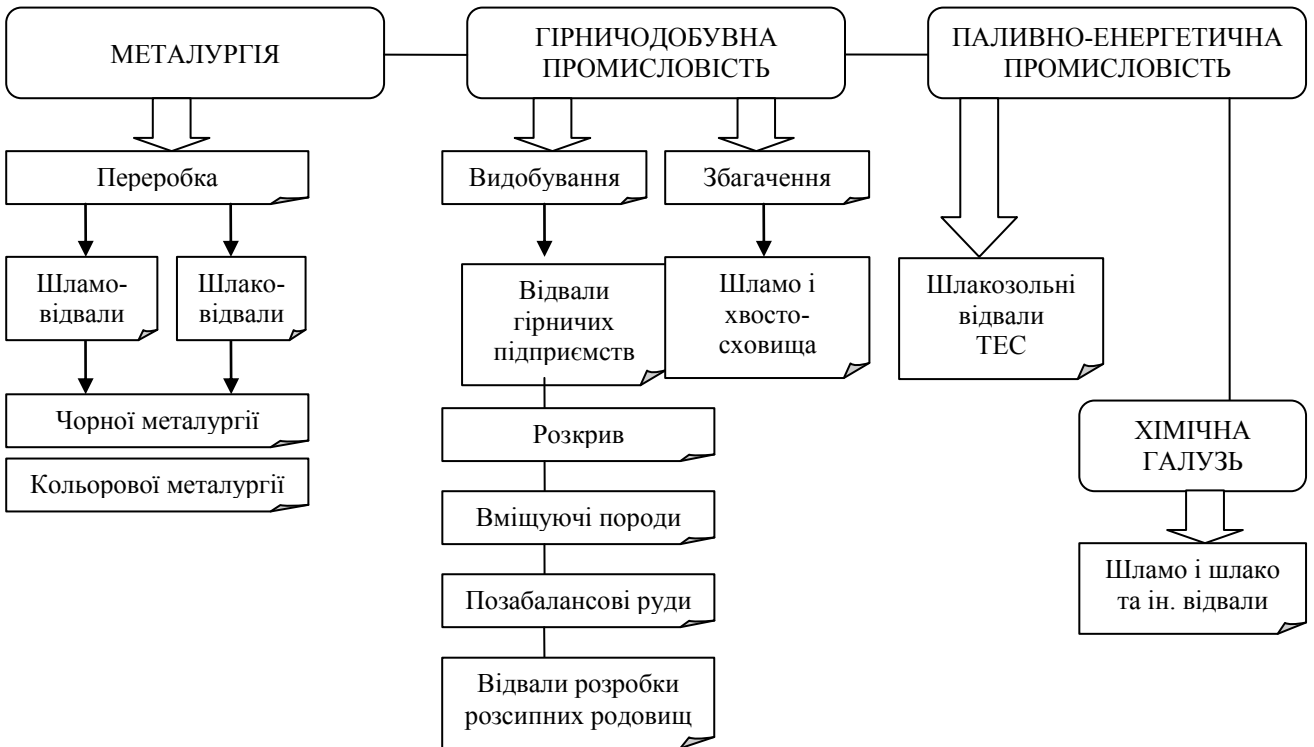 МЕТАЛУРГІЯ
ГІРНИЧОДОБУВНА
ПРОМИСЛОВІСТЬ
ПАЛИВНО-ЕНЕРГЕТИЧНА
ПРОМИСЛОВІСТЬ
Переробка
Видобування
Збагачення
Шламо-
відвали
Шлако-
відвали
Відвали
гірничих
підприємств
Шламо і
хвосто-
сховища
Шлакозольні
відвали
ТЕС
Чорної металургії
Кольорової металургії
Розкрив
Вміщуючі породи
Позабалансові руди
Відвали розробки
розсипних родовищ
ХІМІЧНА
ГАЛУЗЬ
Шламо і шлако
та ін. відвали